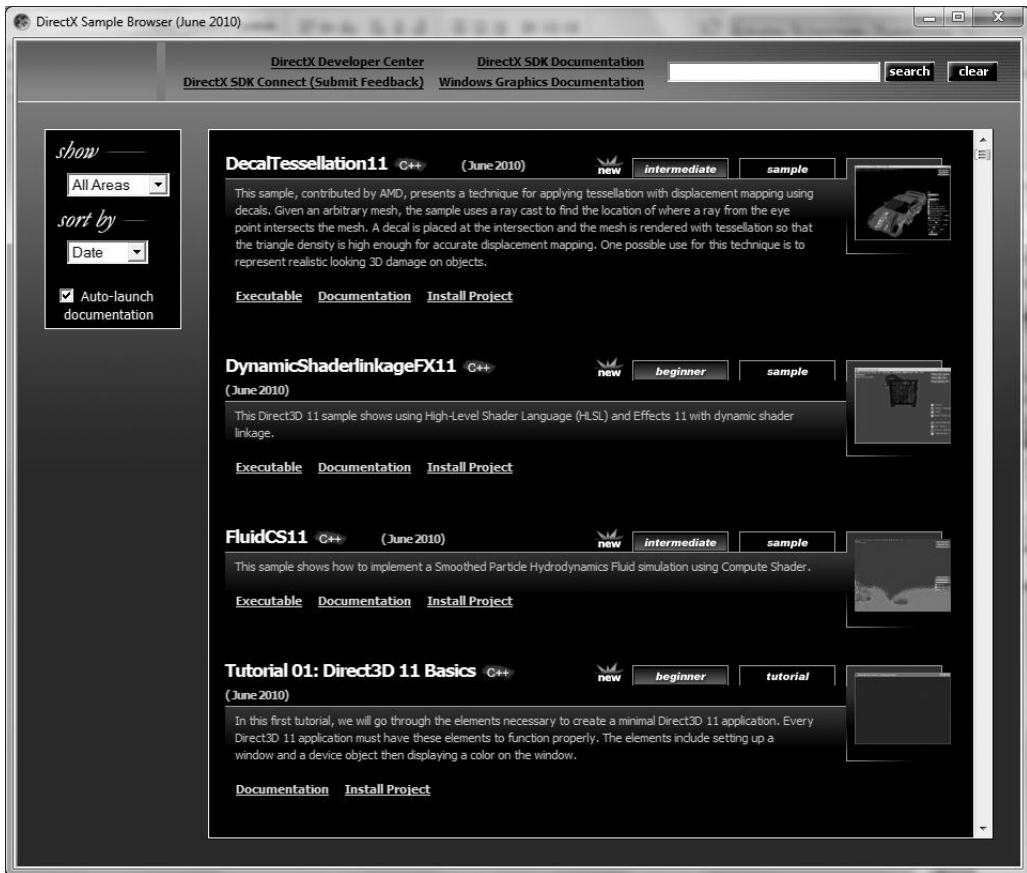 DirectX Sample Browser (June 2010)
DirectX Developer Center
DirectX SDK Documentation
DirectX SDK Connect (Submit Feedback)
Windows Graphics Documentation
search
clear
show
All Areas
sort by
Date
Auto-launch
documentation
DecalTessellation11 C++ (June 2010) new intermediate sample
This sample, contributed by AMD, presents a technique for applying tessellation with displacement mapping using
decals. Given an arbitrary mesh, the sample uses a ray cast to find the location of where a ray from the eye
point intersects the mesh. A decal is placed at the intersection and the mesh is rendered with tessellation so that
the triangle density is high enough for accurate displacement mapping. One possible use for this technique is to
represent realistic looking 3D damage on objects.
Executable Documentation Install Project
DynamicShaderlinkageFX11 C++ new beginner sample
(June 2010)
This Direct3D 11 sample shows using High-Level Shader Language (HLSL) and Effects 11 with dynamic shader
linkage.
Executable Documentation Install Project
FluidCS11 C++ (June 2010) new intermediate sample
This sample shows how to implement a Smoothed Particle Hydrodynamics Fluid simulation using Compute Shader.
Executable Documentation Install Project
Tutorial 01: Direct3D 11 Basics C++ new beginner tutorial
(June 2010)
In this first tutorial, we will go through the elements necessary to create a minimal Direct3D 11 application. Every
Direct3D 11 application must have these elements to function properly. The elements include setting up a
window and a device object then displaying a color on the window.
Documentation Install Project